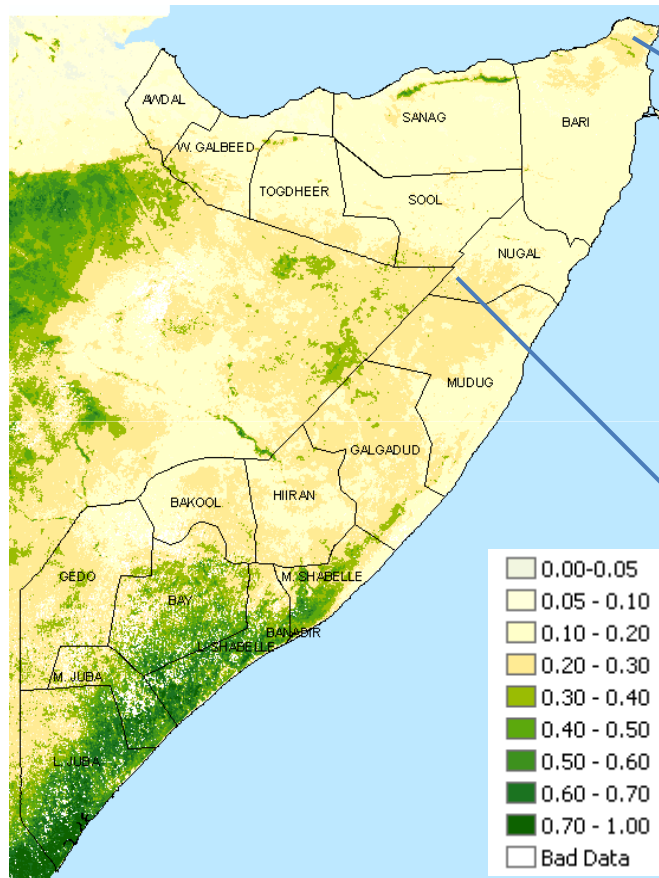 AWDAL
SANAG
BARI
W. GALBEED
TOGDHEER
SOOL
NUGAL
MUDUG
GALGADUD
HIIRAN
BAKOOL
GEDO
M. SHABELLE
BAY
BANADIR
L. SHABELLE
M. JUBA
L. JUBA
0.00-0.05
0.05 - 0.10
0.10 - 0.20
0.20 - 0.30
0.30 - 0.40
0.40 - 0.50
0.50 - 0.60
0.60 - 0.70
0.70 - 1.00
Bad Data